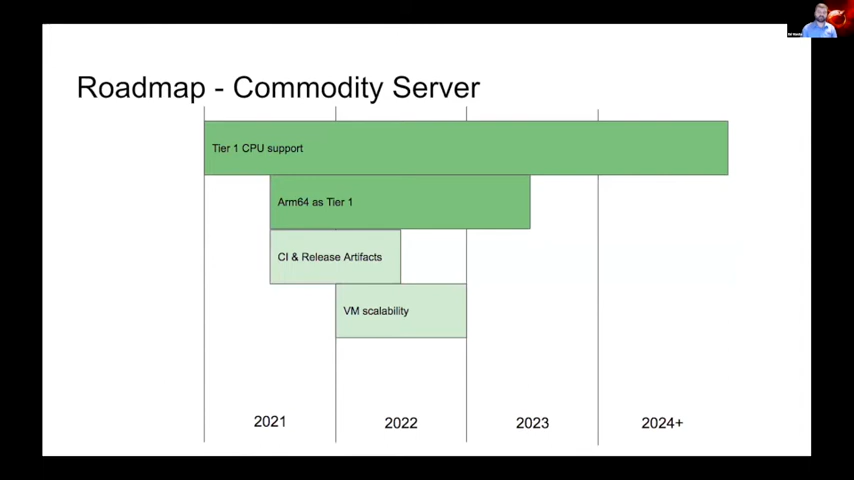 Roadmap - Commodity Server
Tier 1 CPU support
Arm64 as Tier 1
CI & Release Artifacts
VM scalability
2021
2022
2023
2024+